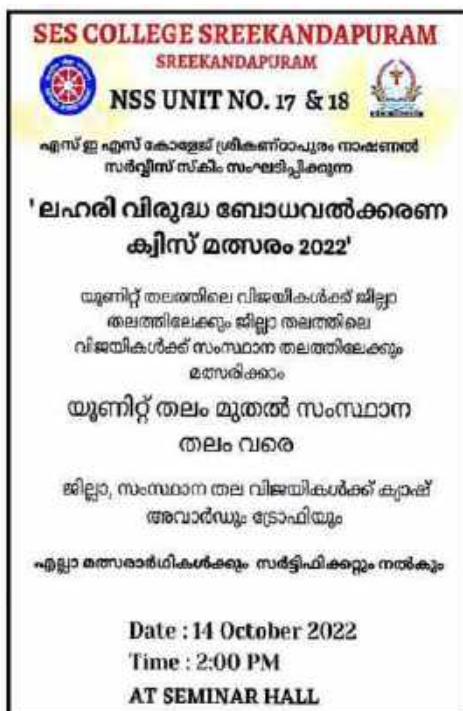 SES COLLEGE SREEKANDAPURAM
SREEKANDAPURAM
NSS UNIT NO. 17 & 18
എസ് ഇ എസ് കോളേജ് ശ്രീകണ്ഠാപുരം നാഷണൽ
സർവ്വീസ് സ്കീം സംഘടിപ്പിക്കുന്ന
' ലഹരി വിരുദ്ധ ബോധവൽക്കരണ
ക്വിസ് മത്സരം 2022'
യൂണിറ്റ് തലത്തിലെ വിജയികൾക്ക് ജില്ലാ
തലത്തിലേക്കും ജില്ലാ തലത്തിലെ
വിജയികൾക്ക് സംസ്ഥാന തലത്തിലേക്കും
മത്സരിക്കാം
യൂണിറ്റ് തലം മുതൽ സംസ്ഥാന
തലം വരെ
ജില്ലാ, സംസ്ഥാന തല വിജയികൾക്ക് ക്യാഷ്
അവാർഡും ട്രോഫിയും
എല്ലാ മത്സരാർഥികൾക്കും സർട്ടിഫിക്കറ്റും നൽകും
Date : 14 October 2022
Time : 2:00 PM
AT SEMINAR HALL